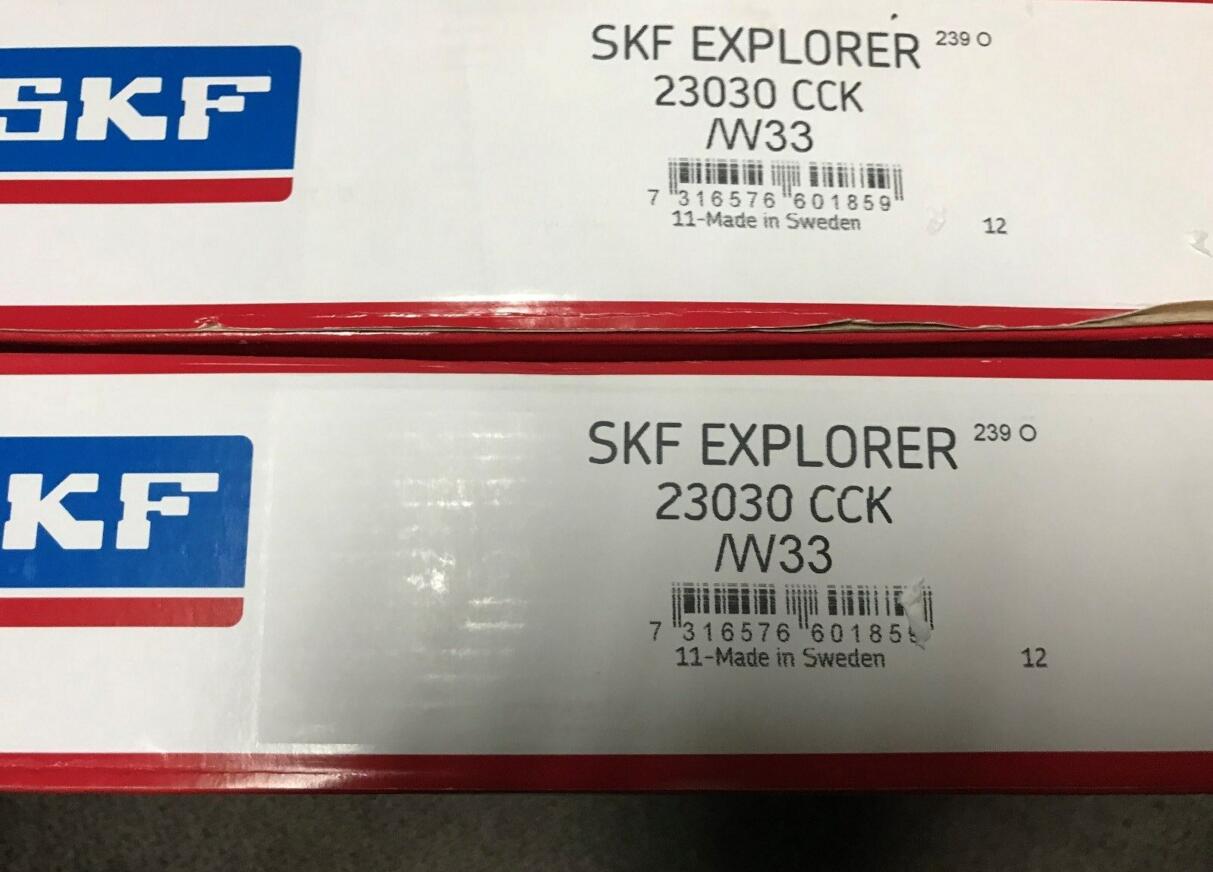 SKF
SKF EXPLORER 239 O
23030 CCK
/W33
7 316576 601859
11-Made in Sweden
12
KF
SKF EXPLORER 239 O
23030 CCK
/W33
7 316576 60185
11-Made in Sweden
12